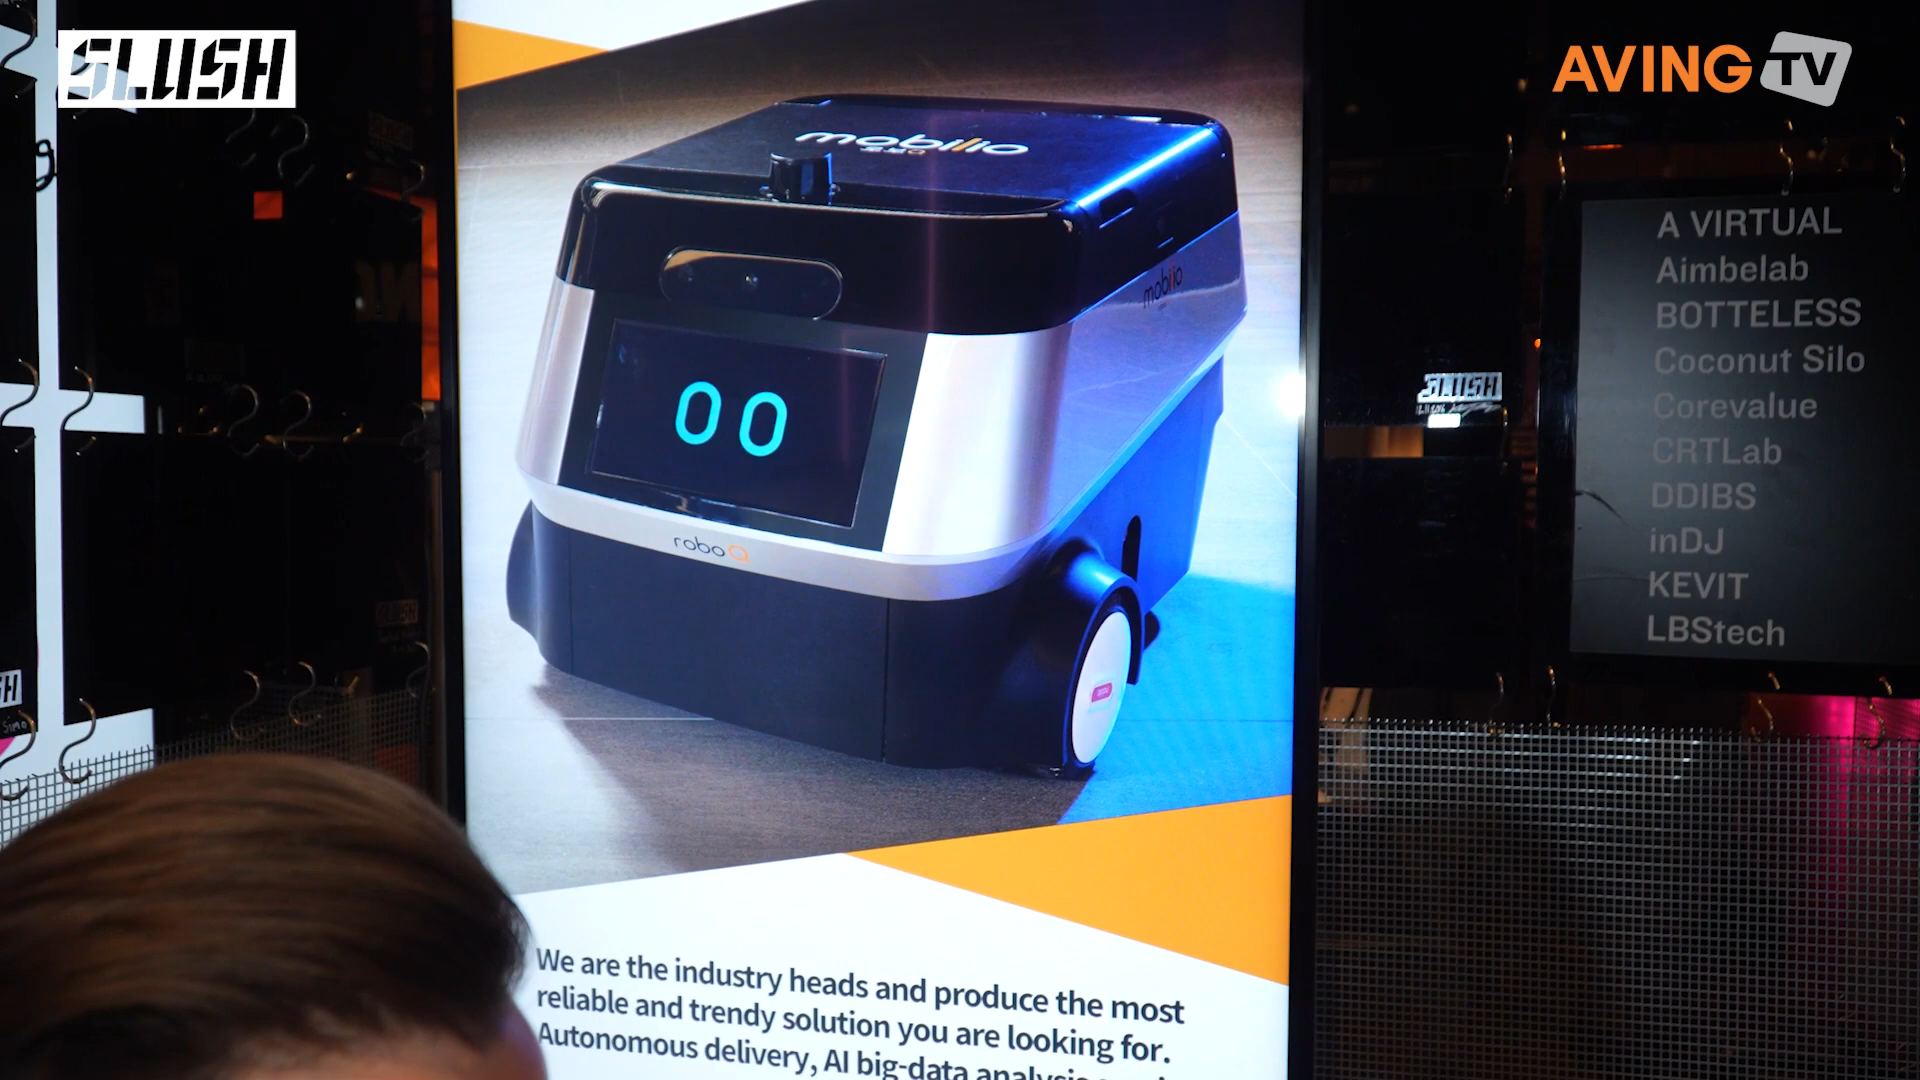 SLUSH
AVING TV
mobilio
mobilio
roboQ
We are the industry heads and produce the most
reliable and trendy solution you are looking for.
Autonomous delivery, AI big-data analysis
A VIRTUAL
Aimbelab
BOTTELESS
Coconut Silo
Corevalue
CRTLab
DDIBS
inDJ
KEVIT
LBStech
SLUSH